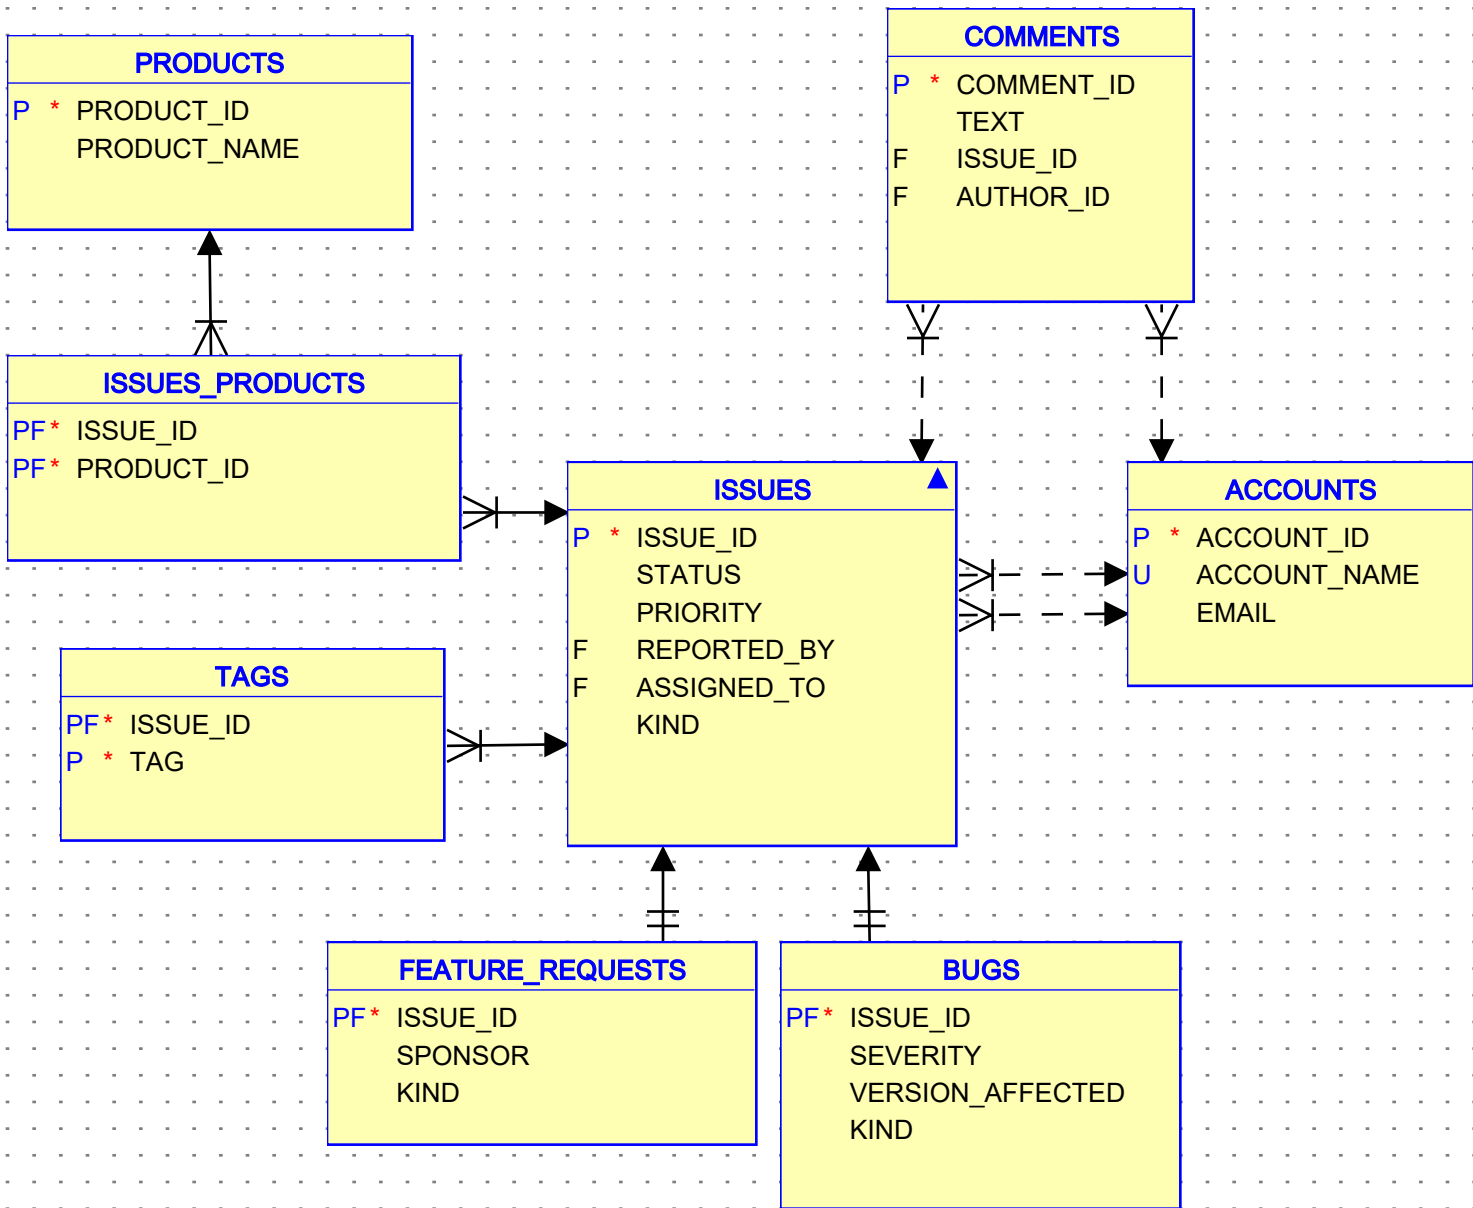 PRODUCTS
P * PRODUCT_ID
PRODUCT_NAME
COMMENTS
P * COMMENT_ID
TEXT
F ISSUE_ID
F AUTHOR_ID
ISSUES_PRODUCTS
PF* ISSUE_ID
PF* PRODUCT_ID
ISSUES
P * ISSUE_ID
STATUS
PRIORITY
F REPORTED_BY
F ASSIGNED_TO
KIND
ACCOUNTS
P * ACCOUNT_ID
U ACCOUNT_NAME
EMAIL
TAGS
PF* ISSUE_ID
P * TAG
FEATURE_REQUESTS
PF* ISSUE_ID
SPONSOR
KIND
BUGS
PF* ISSUE_ID
SEVERITY
VERSION_AFFECTED
KIND